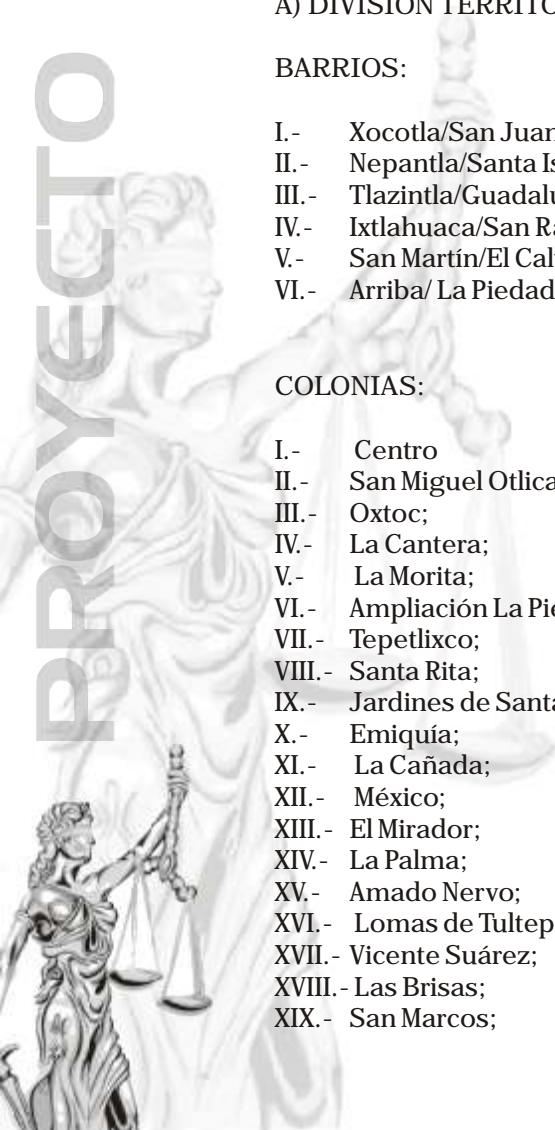 A) DIVISIÓN TERRITO
BARRIOS:
I.- Xocotla/San Juan
II.- Nepantla/Santa Is
III.- Tlazintla/Guadalu
IV.- Ixtlahuaca/San Ra
V.- San Martín/El Cal
VI.- Arriba/ La Piedad
COLONIAS:
I.- Centro
II.- San Miguel Otlica
III.- Oxtoc;
IV.- La Cantera;
V.- La Morita;
VI.- Ampliación La Pie
VII.- Tepetlixco;
VIII.- Santa Rita;
IX.- Jardines de Santa
X.- Emiquía;
XI.- La Cañada;
XII.- México;
XIII.- El Mirador;
XIV.- La Palma;
XV.- Amado Nervo;
XVI.- Lomas de Tultep
XVII.- Vicente Suárez;
XVIII.- Las Brisas;
XIX.- San Marcos;
PROYECTO